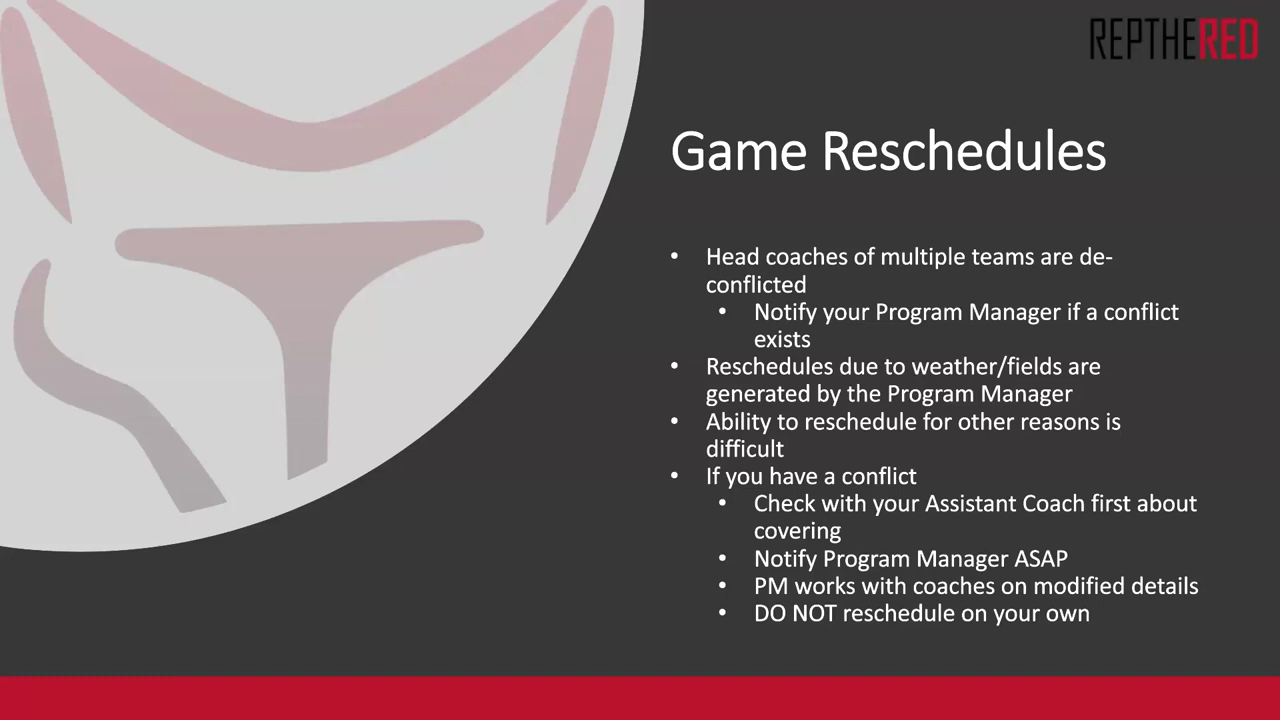 REPTHERED
Game Reschedules
• Head coaches of multiple teams are de-
conflicted
• Notify your Program Manager if a conflict
exists
• Reschedules due to weather/fields are
generated by the Program Manager
• Ability to reschedule for other reasons is
difficult
• If you have a conflict
• Check with your Assistant Coach first about
covering
• Notify Program Manager ASAP
• PM works with coaches on modified details
• DO NOT reschedule on your own